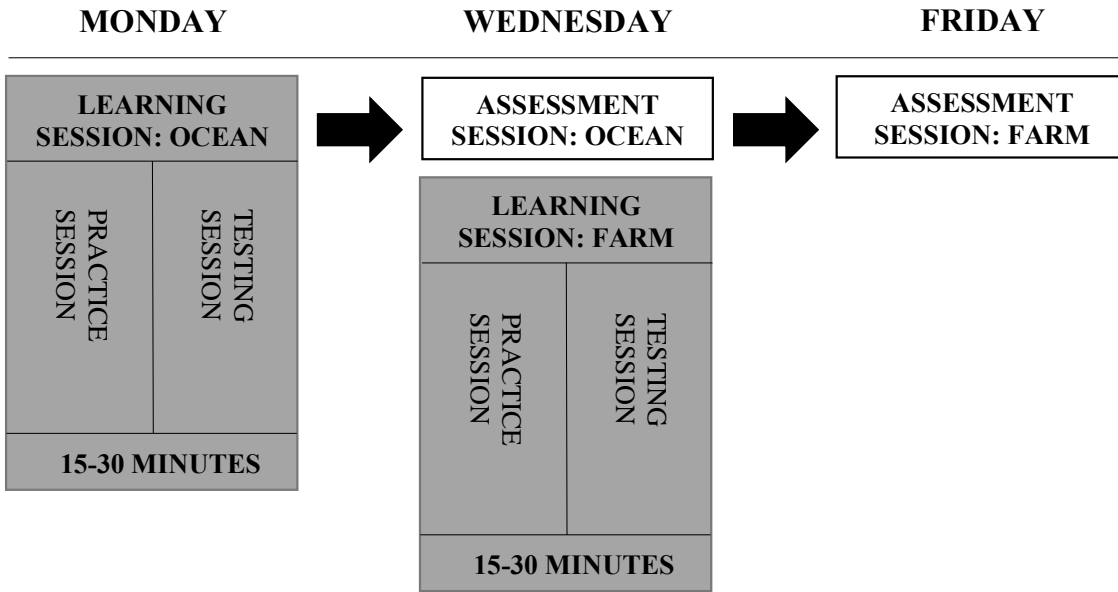 MONDAY
WEDNESDAY
FRIDAY
LEARNING
SESSION: OCEAN
PRACTICE
SESSION
TESTING
SESSION
15-30 MINUTES
ASSESSMENT
SESSION: OCEAN
LEARNING
SESSION: FARM
PRACTICE
SESSION
TESTING
SESSION
15-30 MINUTES
ASSESSMENT
SESSION: FARM